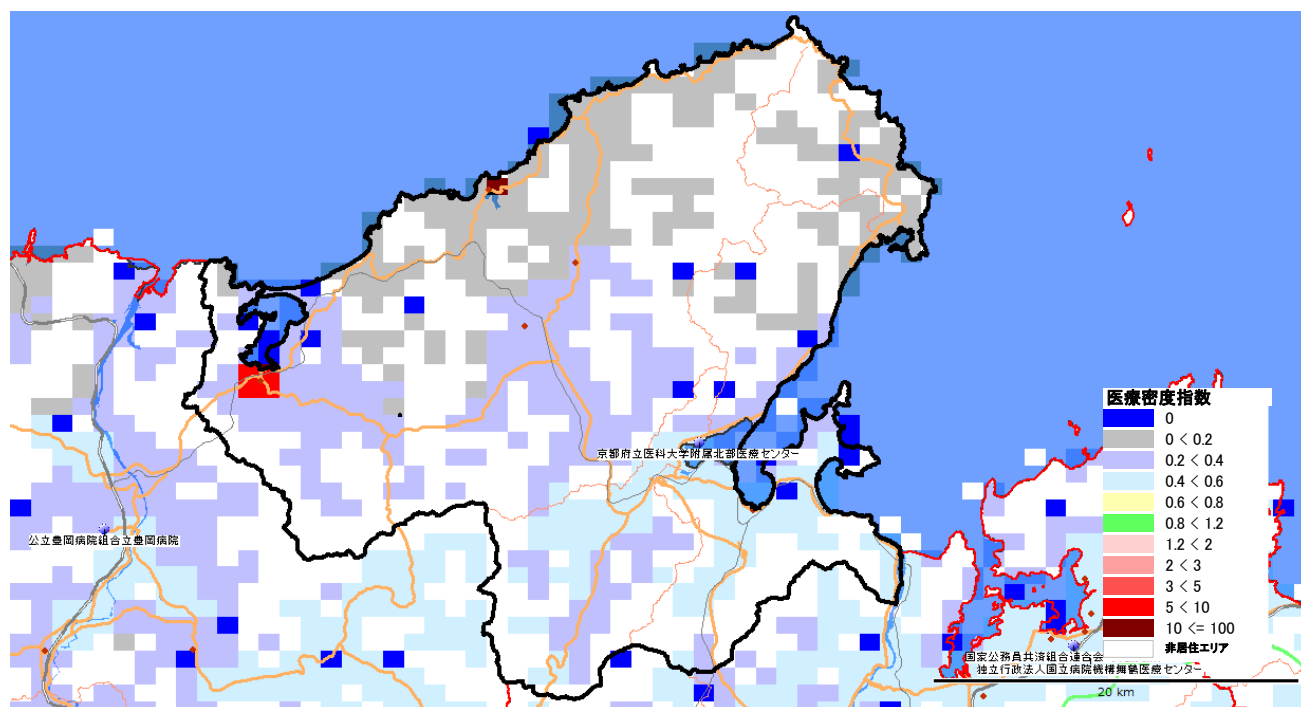 医療密度指数
0
0 < 0.2
0.2 < 0.4
0.4 < 0.6
0.6 < 0.8
0.8 < 1.2
1.2 < 2
2 < 3
3 < 5
5 < 10
10 <= 100
非居住エリア
京都府立医科大学附属北部医療センター
公立豊岡病院組合立豊岡病院
国家公務員共済組合連合会
独立行政法人国立病院機構舞鶴医療センター
20 km